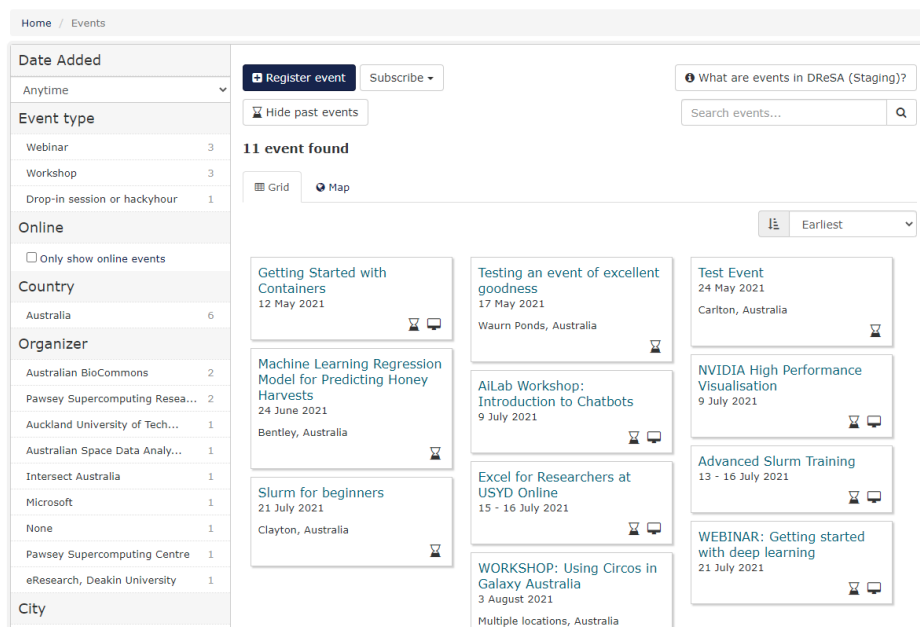 Home / Events
Date Added
Anytime
Event type
Webinar 3
Workshop 3
Drop-in session or hackyhour 1
Online
Only show online events
Country
Australia 6
Organizer
Australian BioCommons 2
Pawsey Supercomputing Resea... 2
Auckland University of Tech... 1
Australian Space Data Analy... 1
Intersect Australia 1
Microsoft 1
None 1
Pawsey Supercomputing Centre 1
eResearch, Deakin University 1
City
Register event
Subscribe
What are events in DReSA (Staging)?
Hide past events
Search events...
11 event found
Grid
Map
Earliest
Getting Started with
Containers
12 May 2021
Machine Learning Regression
Model for Predicting Honey
Harvests
24 June 2021
Bentley, Australia
Slurm for beginners
21 July 2021
Clayton, Australia
Testing an event of excellent
goodness
17 May 2021
Waurn Ponds, Australia
AiLab Workshop:
Introduction to Chatbots
9 July 2021
Excel for Researchers at
USYD Online
15 - 16 July 2021
WORKSHOP: Using Circos in
Galaxy Australia
3 August 2021
Multiple locations, Australia
Test Event
24 May 2021
Carlton, Australia
NVIDIA High Performance
Visualisation
9 July 2021
Advanced Slurm Training
13 - 16 July 2021
WEBINAR: Getting started
with deep learning
21 July 2021